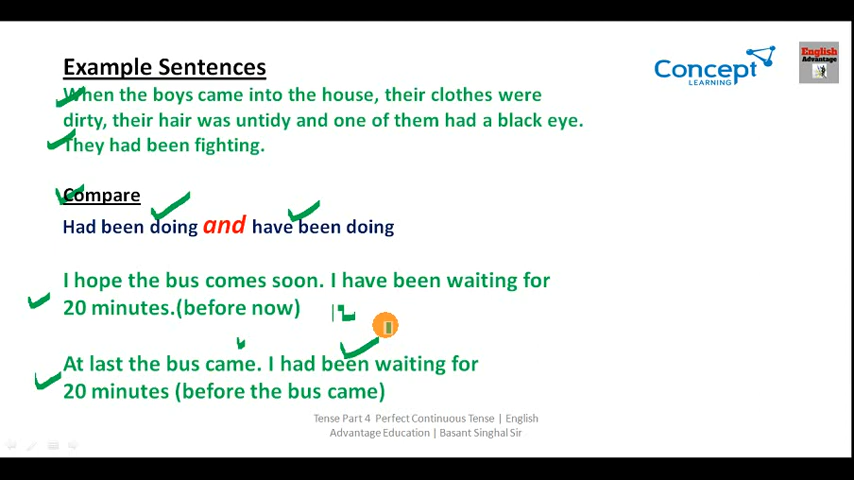 Example Sentences
Concept
LEARNING
English
Advantage
When the boys came into the house, their clothes were
dirty, their hair was untidy and one of them had a black eye.
They had been fighting.
Compare
Had been doing and have been doing
I hope the bus comes soon. I have been waiting for
20 minutes.(before now)
At last the bus came. I had been waiting for
20 minutes (before the bus came)
Tense Part 4 Perfect Continuous Tense | English
Advantage Education | Basant Singhal Sir